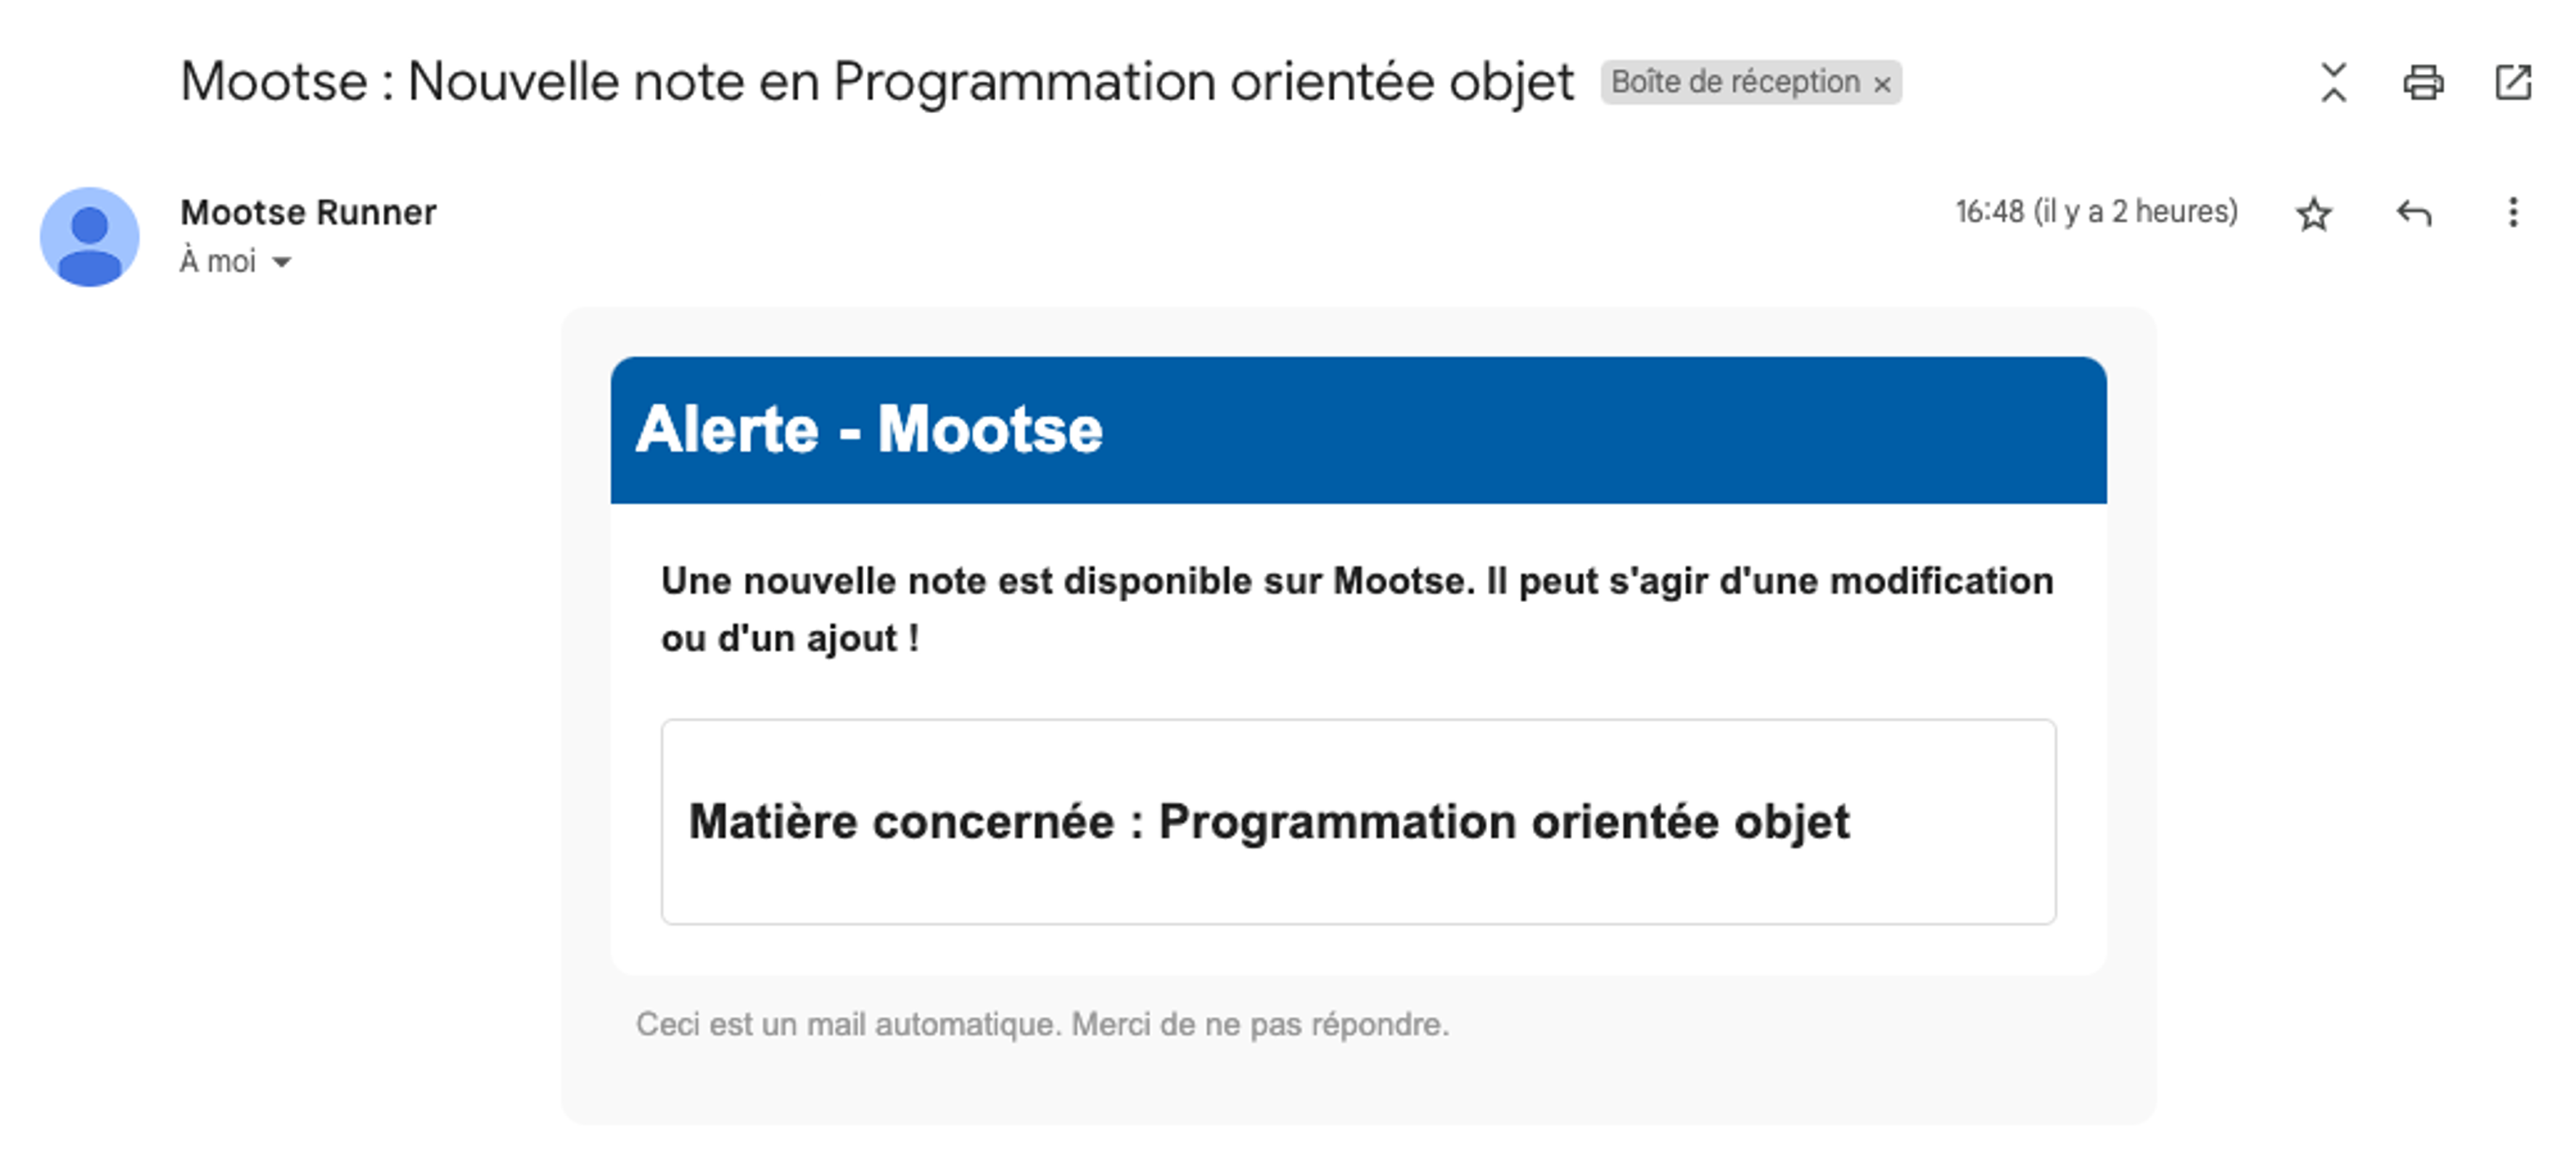 Mootse : Nouvelle note en Programmation orientée objet Boîte de réception ×
Mootse Runner 16:48 (il y a 2 heures)
À moi
Alerte - Mootse
Une nouvelle note est disponible sur Mootse. Il peut s'agir d'une modification
ou d'un ajout !
Matière concernée : Programmation orientée objet
Ceci est un mail automatique. Merci de ne pas répondre.